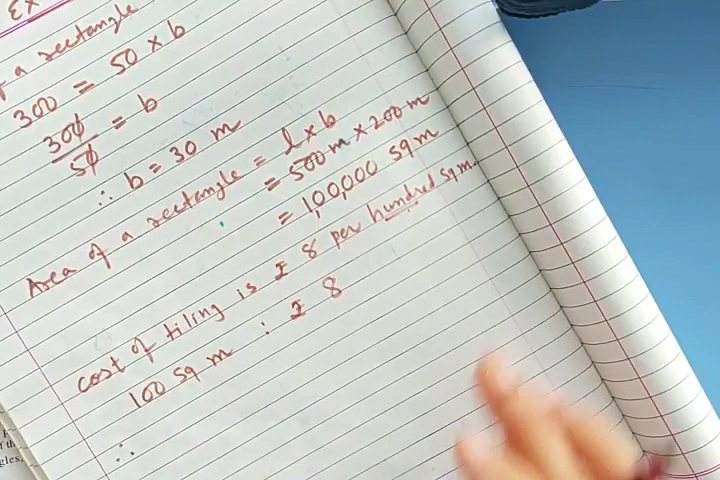 Ex
a rectangle
300 = 50 × b
300/50 = b
∴ b = 30 m
Area of a rectangle = l × b
= 500 m × 200 m
= 1,00,000 sq m
Cost of tiling is ₹ 8 per hundred sq m.
100 sq m : ₹ 8
∴
gles.